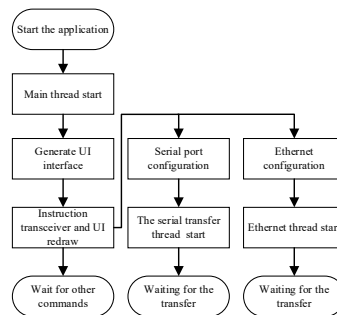 Start the application
Main thread start
Generate UI
interface
Instruction
transceiver and UI
redraw
Wait for other
commands
Serial port
configuration
The serial transfer
thread start
Waiting for the
transfer
Ethernet
configuration
Ethernet thread start
Waiting for the
transfer